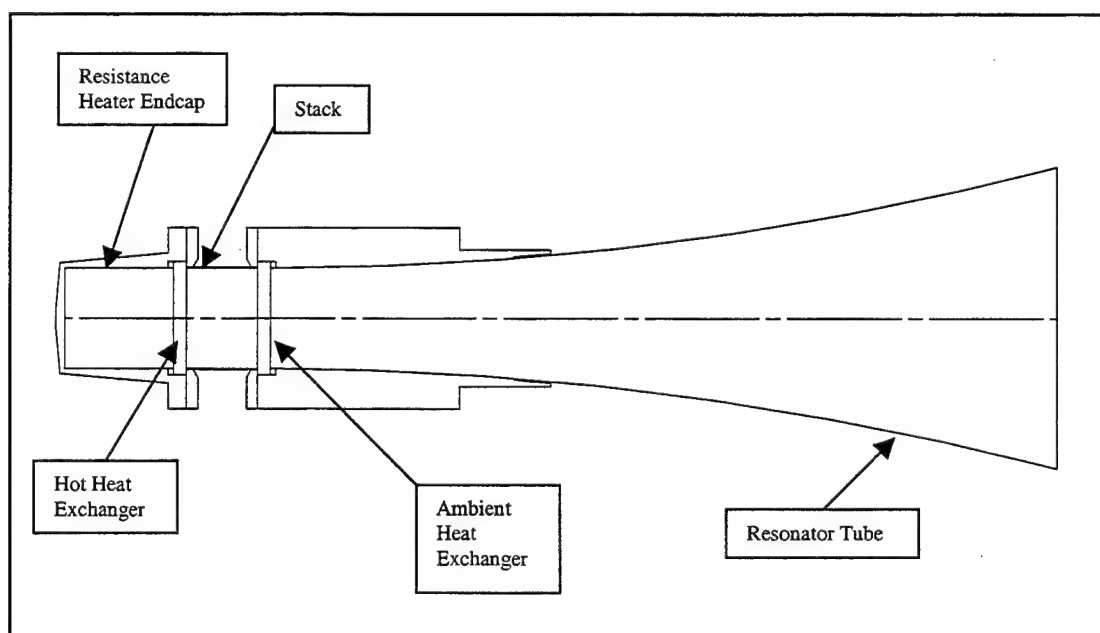 Resistance
Heater Endcap
Stack
Hot Heat
Exchanger
Ambient
Heat
Exchanger
Resonator Tube